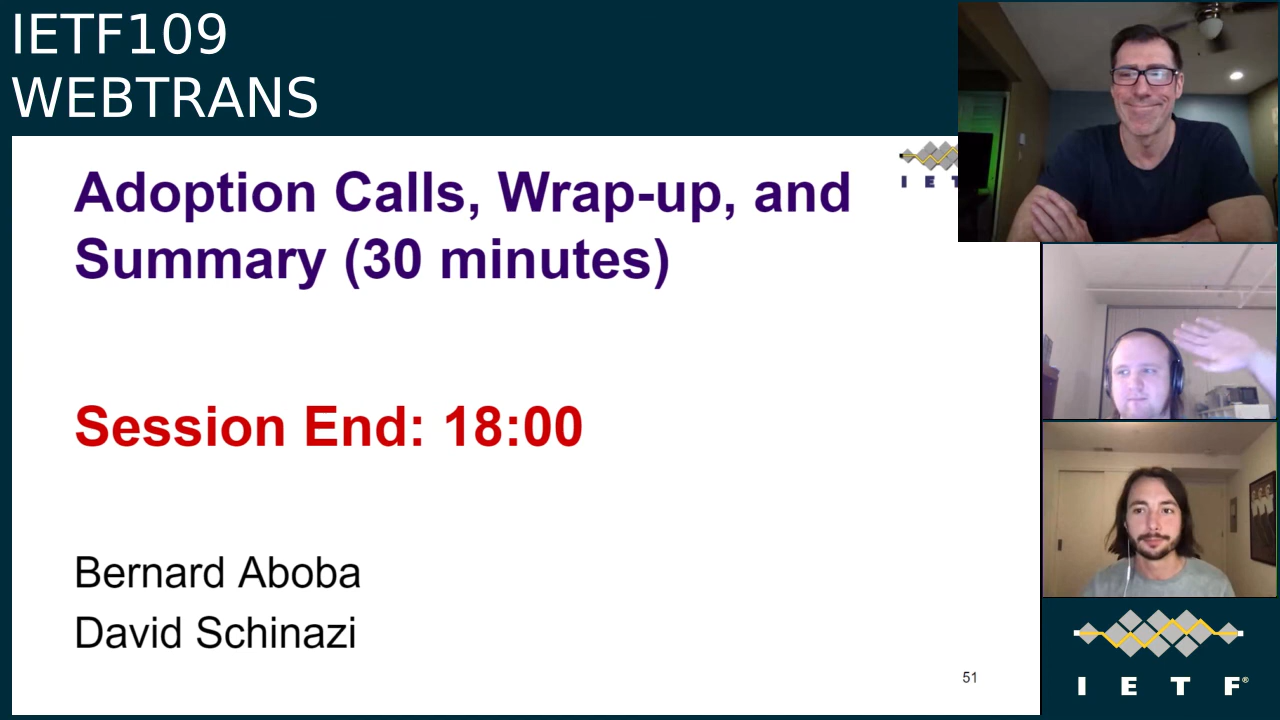 IETF109
WEBTRANS
Adoption Calls, Wrap-up, and
Summary (30 minutes)
I E T
Session End: 18:00
Bernard Aboba
David Schinazi
51
I E T F®